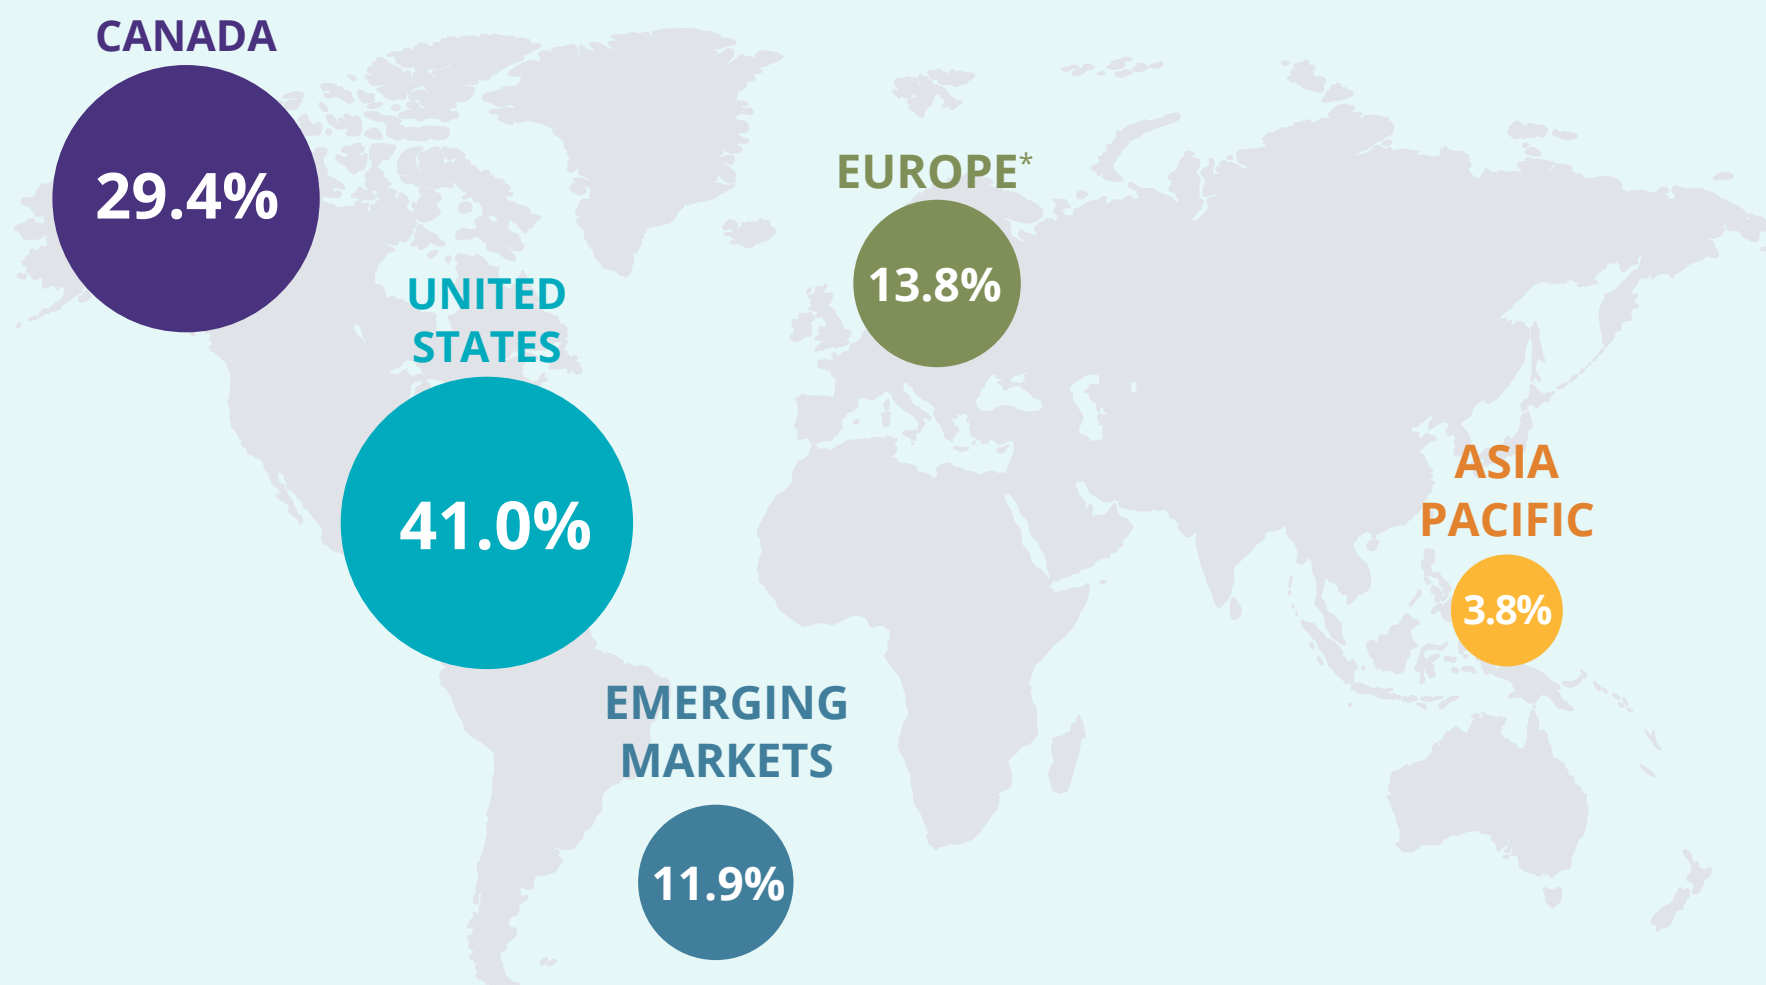 CANADA
29.4%
UNITED
STATES
41.0%
EUROPE*
13.8%
EMERGING
MARKETS
11.9%
ASIA
PACIFIC
3.8%